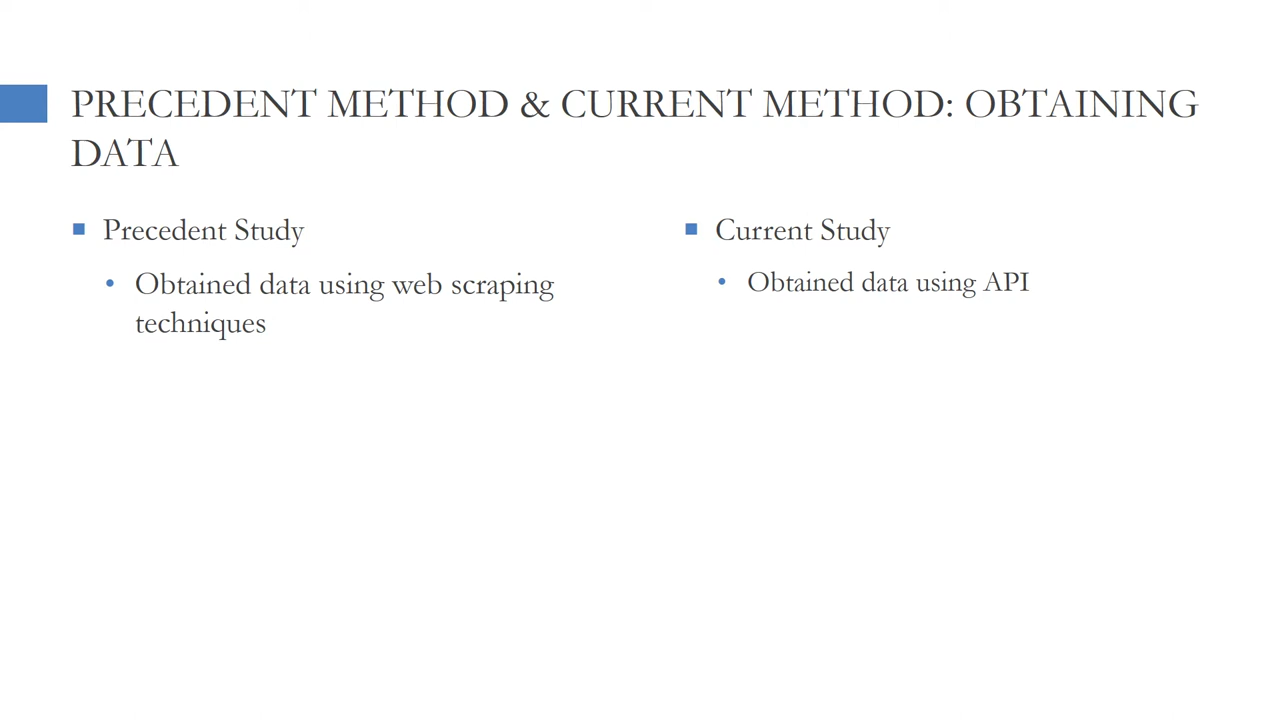 PRECEDENT METHOD & CURRENT METHOD: OBTAINING
DATA
Precedent Study
Obtained data using web scraping
techniques
Current Study
Obtained data using API